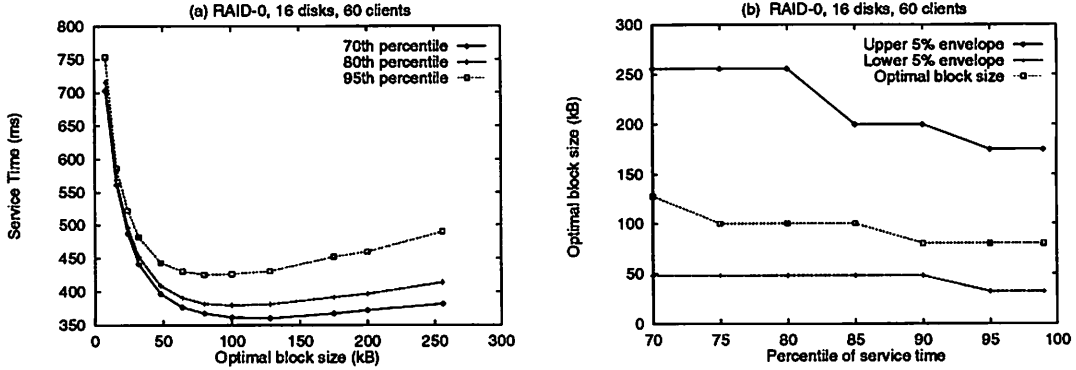 (a) RAID-0, 16 disks, 60 clients
800
750
700
650
600
550
500
450
400
350
Service Time (ms)
70th percentile
80th percentile
95th percentile
0 50 100 150 200 250 300
Optimal block size (kB)
(b) RAID-0, 16 disks, 60 clients
300
250
200
150
100
50
0
Optimal block size (kB)
Upper 5% envelope
Lower 5% envelope
Optimal block size
70 75 80 85 90 95 100
Percentile of service time